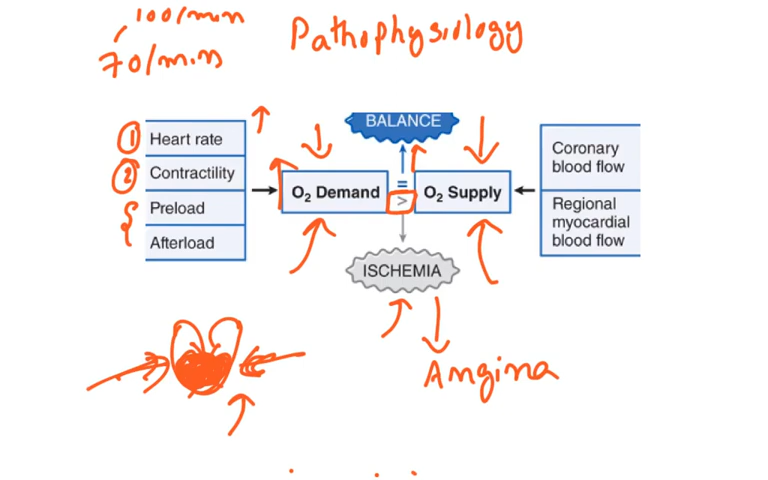 100/min
70/min
Pathophysiology
BALANCE
1 Heart rate
2 Contractility
Preload
Afterload
O₂ Demand
=
>
O₂ Supply
Coronary
blood flow
Regional
myocardial
blood flow
ISCHEMIA
Angina